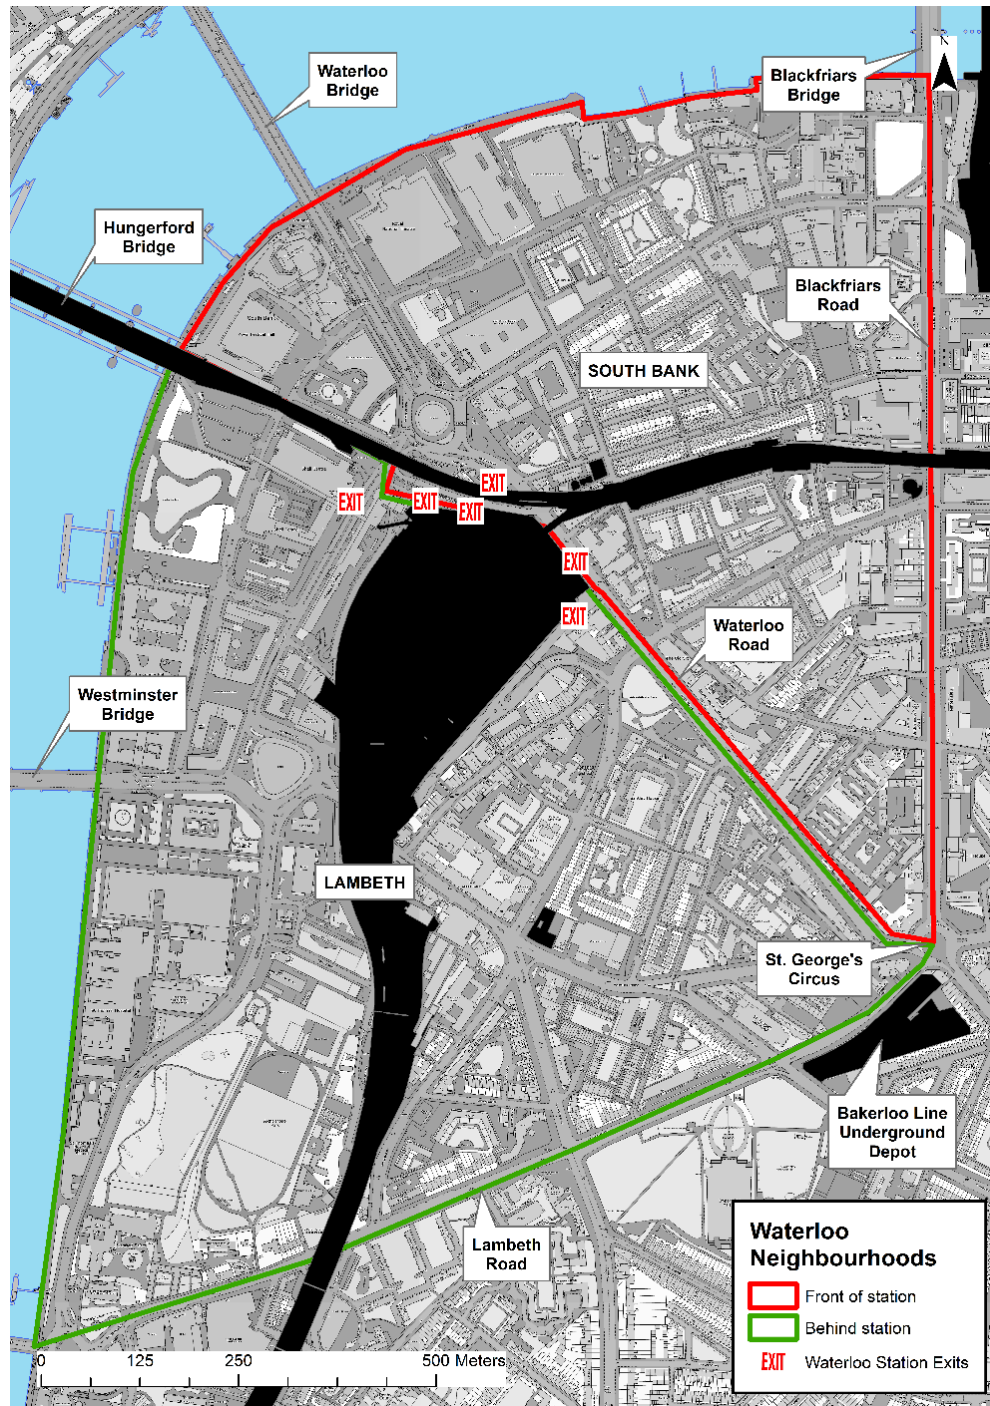 N
Waterloo
Bridge
Blackfriars
Bridge
Hungerford
Bridge
Blackfriars
Road
SOUTH BANK
EXIT
EXIT
EXIT
EXIT
EXIT
EXIT
Waterloo
Road
Westminster
Bridge
LAMBETH
St. George's
Circus
Bakerloo Line
Underground
Depot
Lambeth
Road
Waterloo
Neighbourhoods
Front of station
Behind station
EXIT Waterloo Station Exits
0 125 250 500 Meters